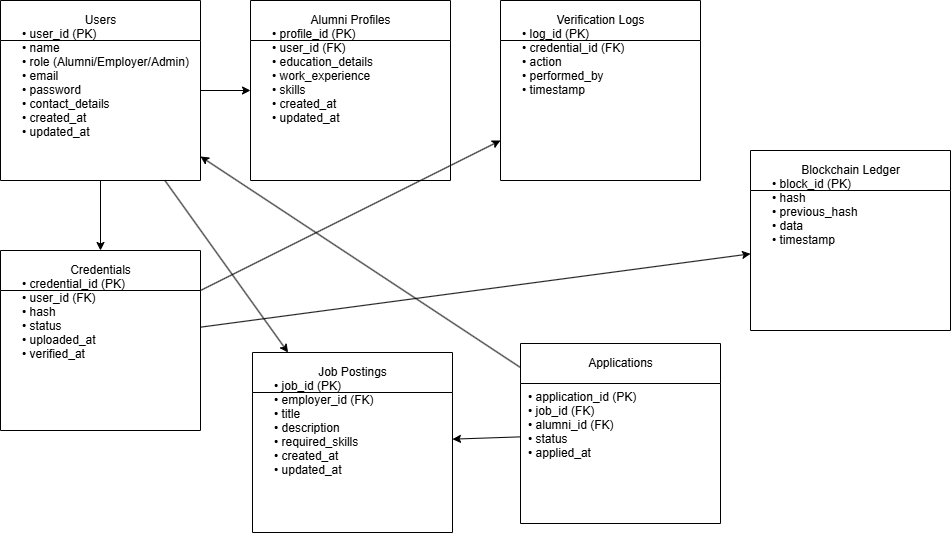 Users
• user_id (PK)
• name
• role (Alumni/Employer/Admin)
• email
• password
• contact_details
• created_at
• updated_at
Alumni Profiles
• profile_id (PK)
• user_id (FK)
• education_details
• work_experience
• skills
• created_at
• updated_at
Verification Logs
• log_id (PK)
• credential_id (FK)
• action
• performed_by
• timestamp
Blockchain Ledger
• block_id (PK)
• hash
• previous_hash
• data
• timestamp
Credentials
• credential_id (PK)
• user_id (FK)
• hash
• status
• uploaded_at
• verified_at
Job Postings
• job_id (PK)
• employer_id (FK)
• title
• description
• required_skills
• created_at
• updated_at
Applications
• application_id (PK)
• job_id (FK)
• alumni_id (FK)
• status
• applied_at